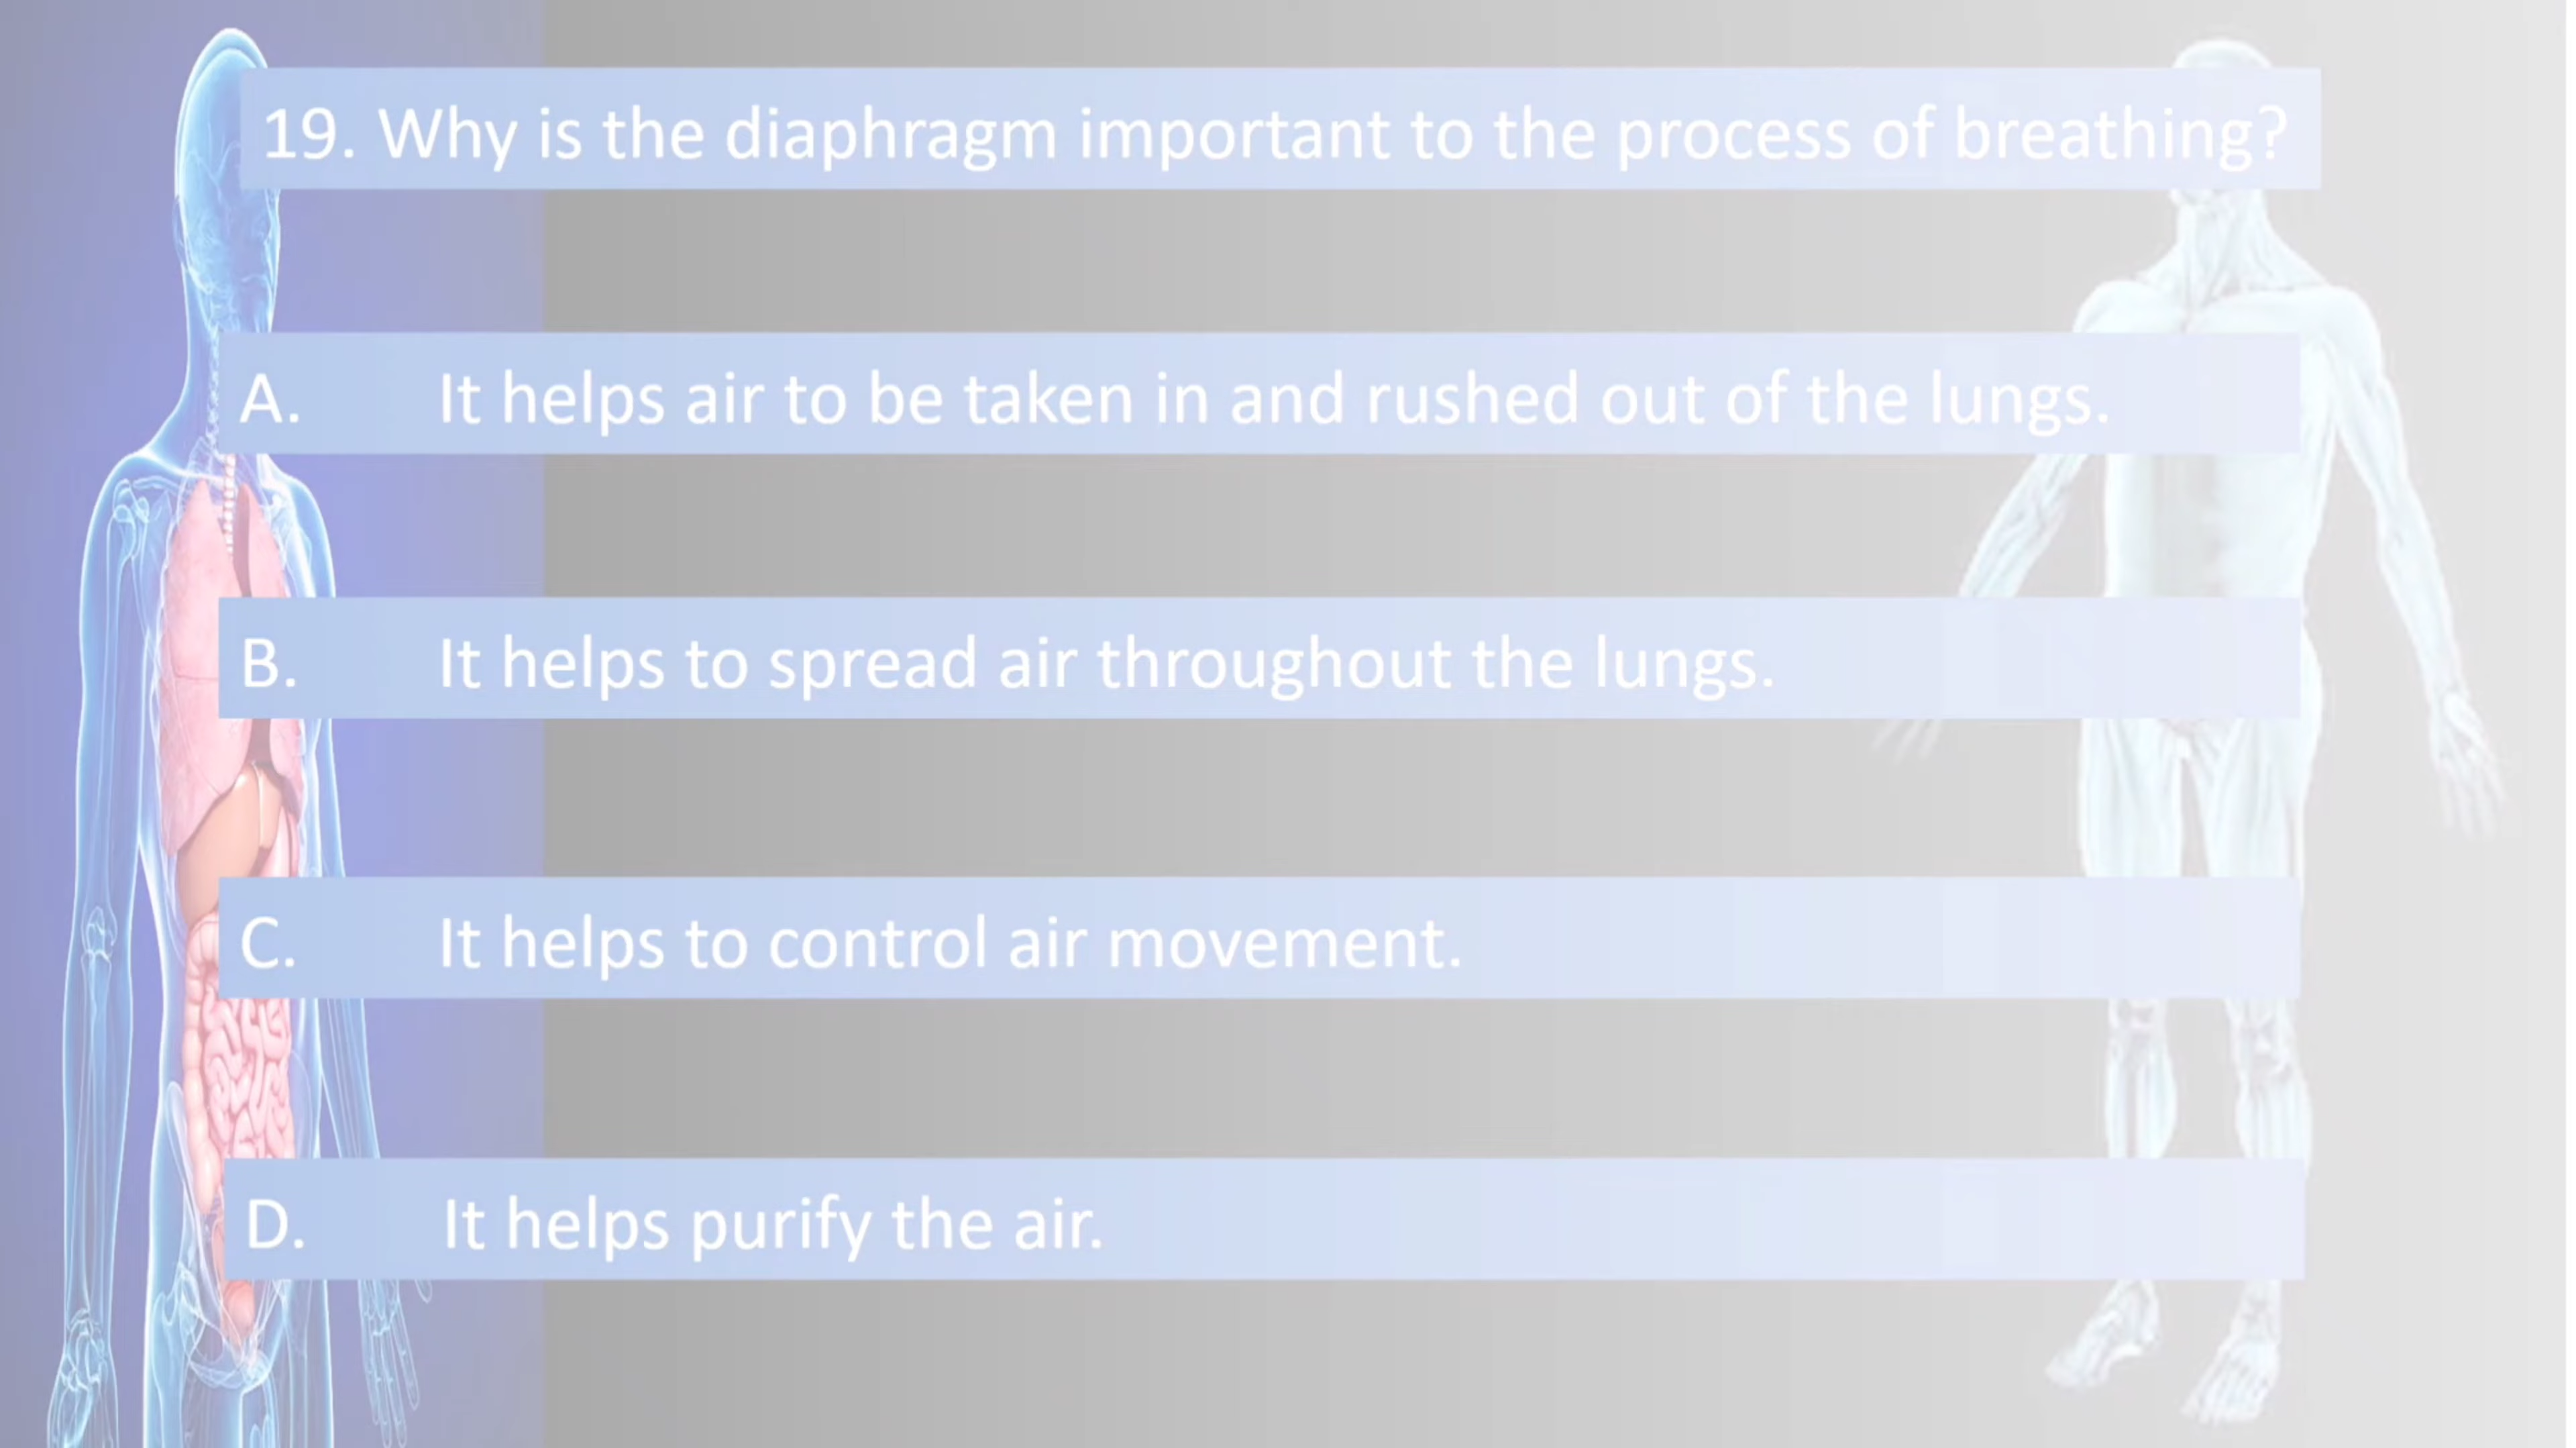 19. Why is the diaphragm important to the process of breathing?
A. It helps air to be taken in and rushed out of the lungs.
B. It helps to spread air throughout the lungs.
C. It helps to control air movement.
D. It helps purify the air.